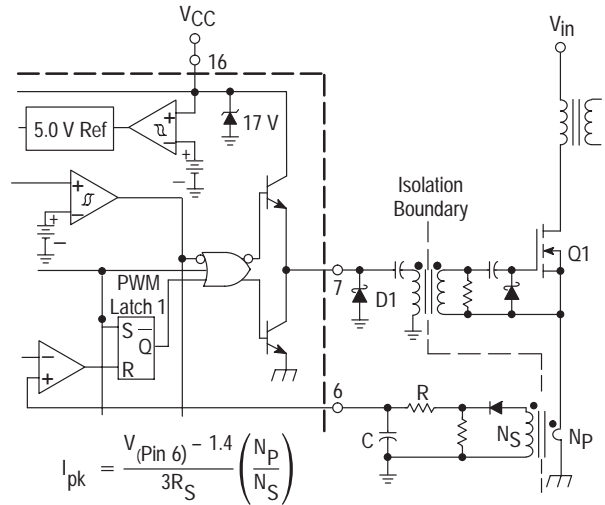 VCC
16
Vin
5.0 V Ref
17 V
+
−
+
−
+
−
+
−
Isolation
Boundary
Q1
7
D1
PWM
Latch 1
S
Q̅
R
−
+
6
R
C
NS
NP
Ipk = (V(Pin 6) − 1.4) / (3RS) (NP/NS)